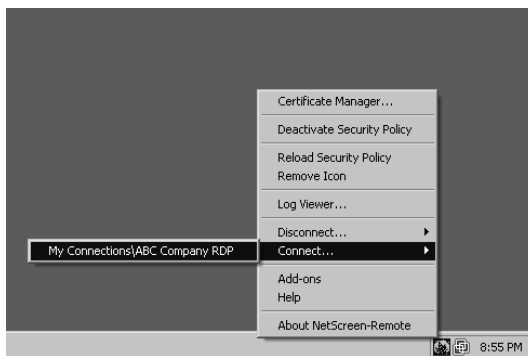 Certificate Manager...
Deactivate Security Policy
Reload Security Policy
Remove Icon
Log Viewer...
Disconnect...
My Connections\ABC Company RDP
Connect...
Add-ons
Help
About NetScreen-Remote
8:55 PM